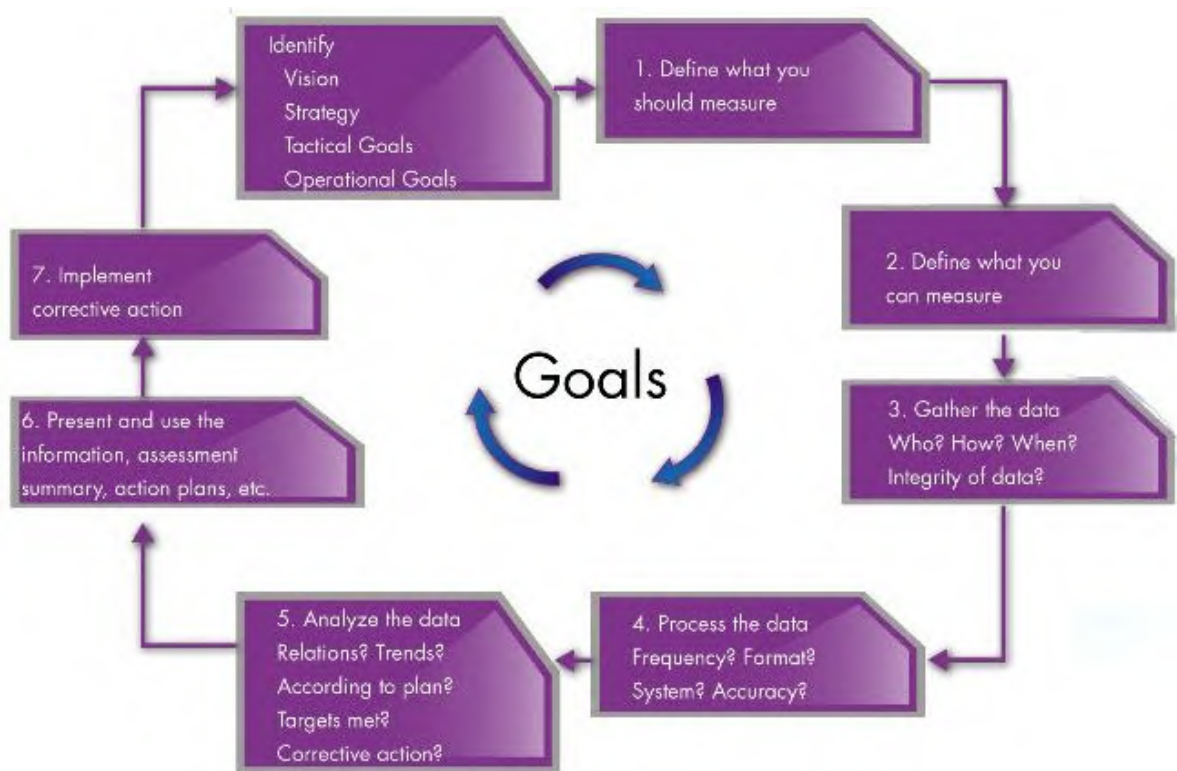 Identify
Vision
Strategy
Tactical Goals
Operational Goals
1. Define what you
should measure
2. Define what you
can measure
3. Gather the data
Who? How? When?
Integrity of data?
4. Process the data
Frequency? Format?
System? Accuracy?
5. Analyze the data
Relations? Trends?
According to plan?
Targets met?
Corrective action?
6. Present and use the
information, assessment
summary, action plans, etc.
7. Implement
corrective action
Goals